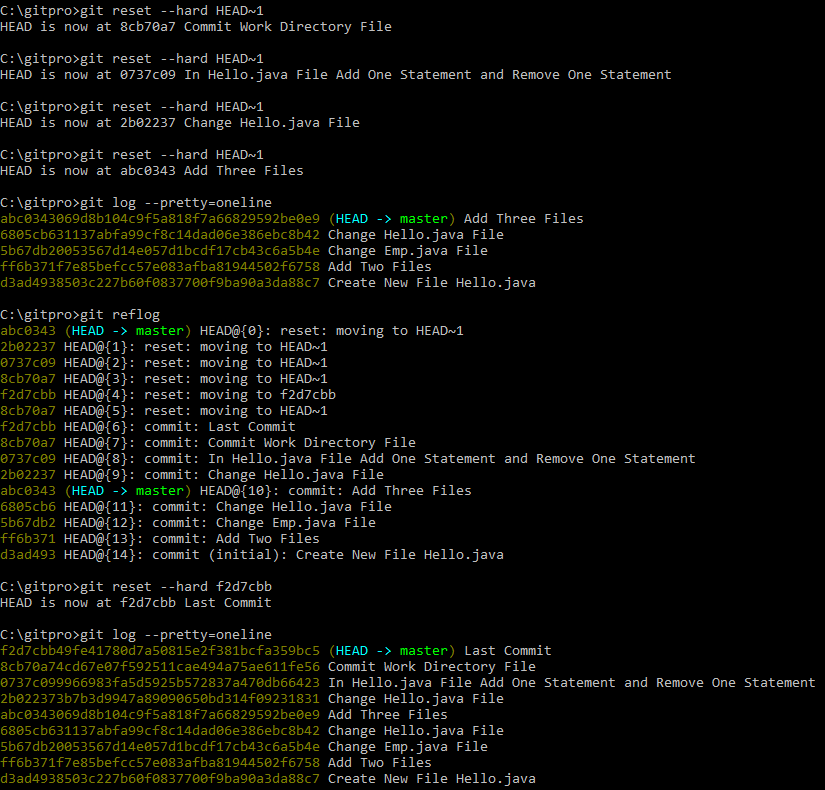 C:\gitpro>git reset --hard HEAD~1
HEAD is now at 8cb70a7 Commit Work Directory File
C:\gitpro>git reset --hard HEAD~1
HEAD is now at 0737c09 In Hello.java File Add One Statement and Remove One Statement
C:\gitpro>git reset --hard HEAD~1
HEAD is now at 2b02237 Change Hello.java File
C:\gitpro>git reset --hard HEAD~1
HEAD is now at abc0343 Add Three Files
C:\gitpro>git log --pretty=oneline
abc0343069d8b104c9f5a818f7a66829592be0e9 (HEAD -> master) Add Three Files
6805cb631137abfa99cf8c14dad06e386ebc8b42 Change Hello.java File
5b67db20053567d14e057d1bcdf17cb43c6a5b4e Change Emp.java File
ff6b371f7e85befcc57e083afba81944502f6758 Add Two Files
d3ad4938503c227b60f0837700f9ba90a3da88c7 Create New File Hello.java
C:\gitpro>git reflog
abc0343 (HEAD -> master) HEAD@{0}: reset: moving to HEAD~1
2b02237 HEAD@{1}: reset: moving to HEAD~1
0737c09 HEAD@{2}: reset: moving to HEAD~1
8cb70a7 HEAD@{3}: reset: moving to HEAD~1
f2d7cbb HEAD@{4}: reset: moving to f2d7cbb
8cb70a7 HEAD@{5}: reset: moving to HEAD~1
f2d7cbb HEAD@{6}: commit: Last Commit
8cb70a7 HEAD@{7}: commit: Commit Work Directory File
0737c09 HEAD@{8}: commit: In Hello.java File Add One Statement and Remove One Statement
2b02237 HEAD@{9}: commit: Change Hello.java File
abc0343 (HEAD -> master) HEAD@{10}: commit: Add Three Files
6805cb6 HEAD@{11}: commit: Change Hello.java File
5b67db2 HEAD@{12}: commit: Change Emp.java File
ff6b371 HEAD@{13}: commit: Add Two Files
d3ad493 HEAD@{14}: commit (initial): Create New File Hello.java
C:\gitpro>git reset --hard f2d7cbb
HEAD is now at f2d7cbb Last Commit
C:\gitpro>git log --pretty=oneline
f2d7cbb49fe41780d7a50815e2f381bcfa359bc5 (HEAD -> master) Last Commit
8cb70a74cd67e07f592511cae494a75ae611fe56 Commit Work Directory File
0737c099966983fa5d5925b572837a470db66423 In Hello.java File Add One Statement and Remove One Statement
2b022373b7b3d9947a89090650bd314f09231831 Change Hello.java File
abc0343069d8b104c9f5a818f7a66829592be0e9 Add Three Files
6805cb631137abfa99cf8c14dad06e386ebc8b42 Change Hello.java File
5b67db20053567d14e057d1bcdf17cb43c6a5b4e Change Emp.java File
ff6b371f7e85befcc57e083afba81944502f6758 Add Two Files
d3ad4938503c227b60f0837700f9ba90a3da88c7 Create New File Hello.java